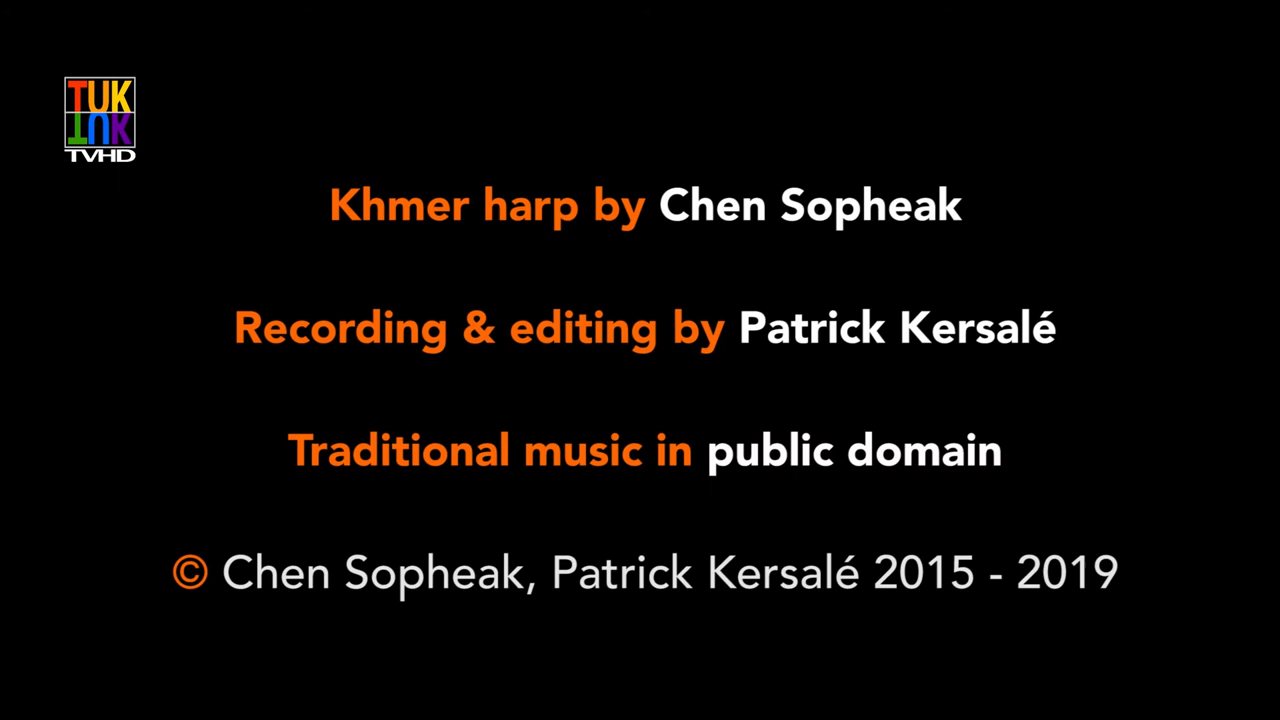 TUK
TUK
TVHD
Khmer harp by Chen Sopheak
Recording & editing by Patrick Kersalé
Traditional music in public domain
© Chen Sopheak, Patrick Kersalé 2015 - 2019